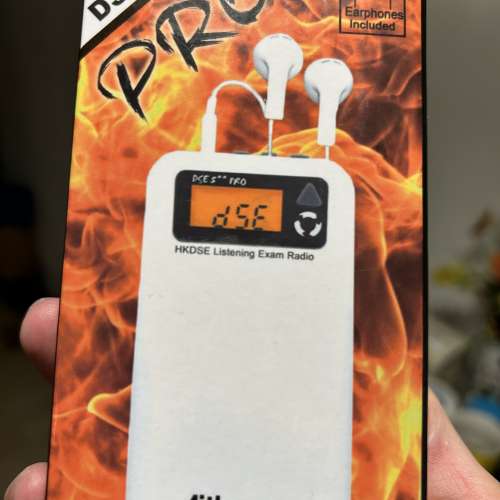 PRO
Earphones
Included
DSE 5** PRO
dSE
HKDSE Listening Exam Radio